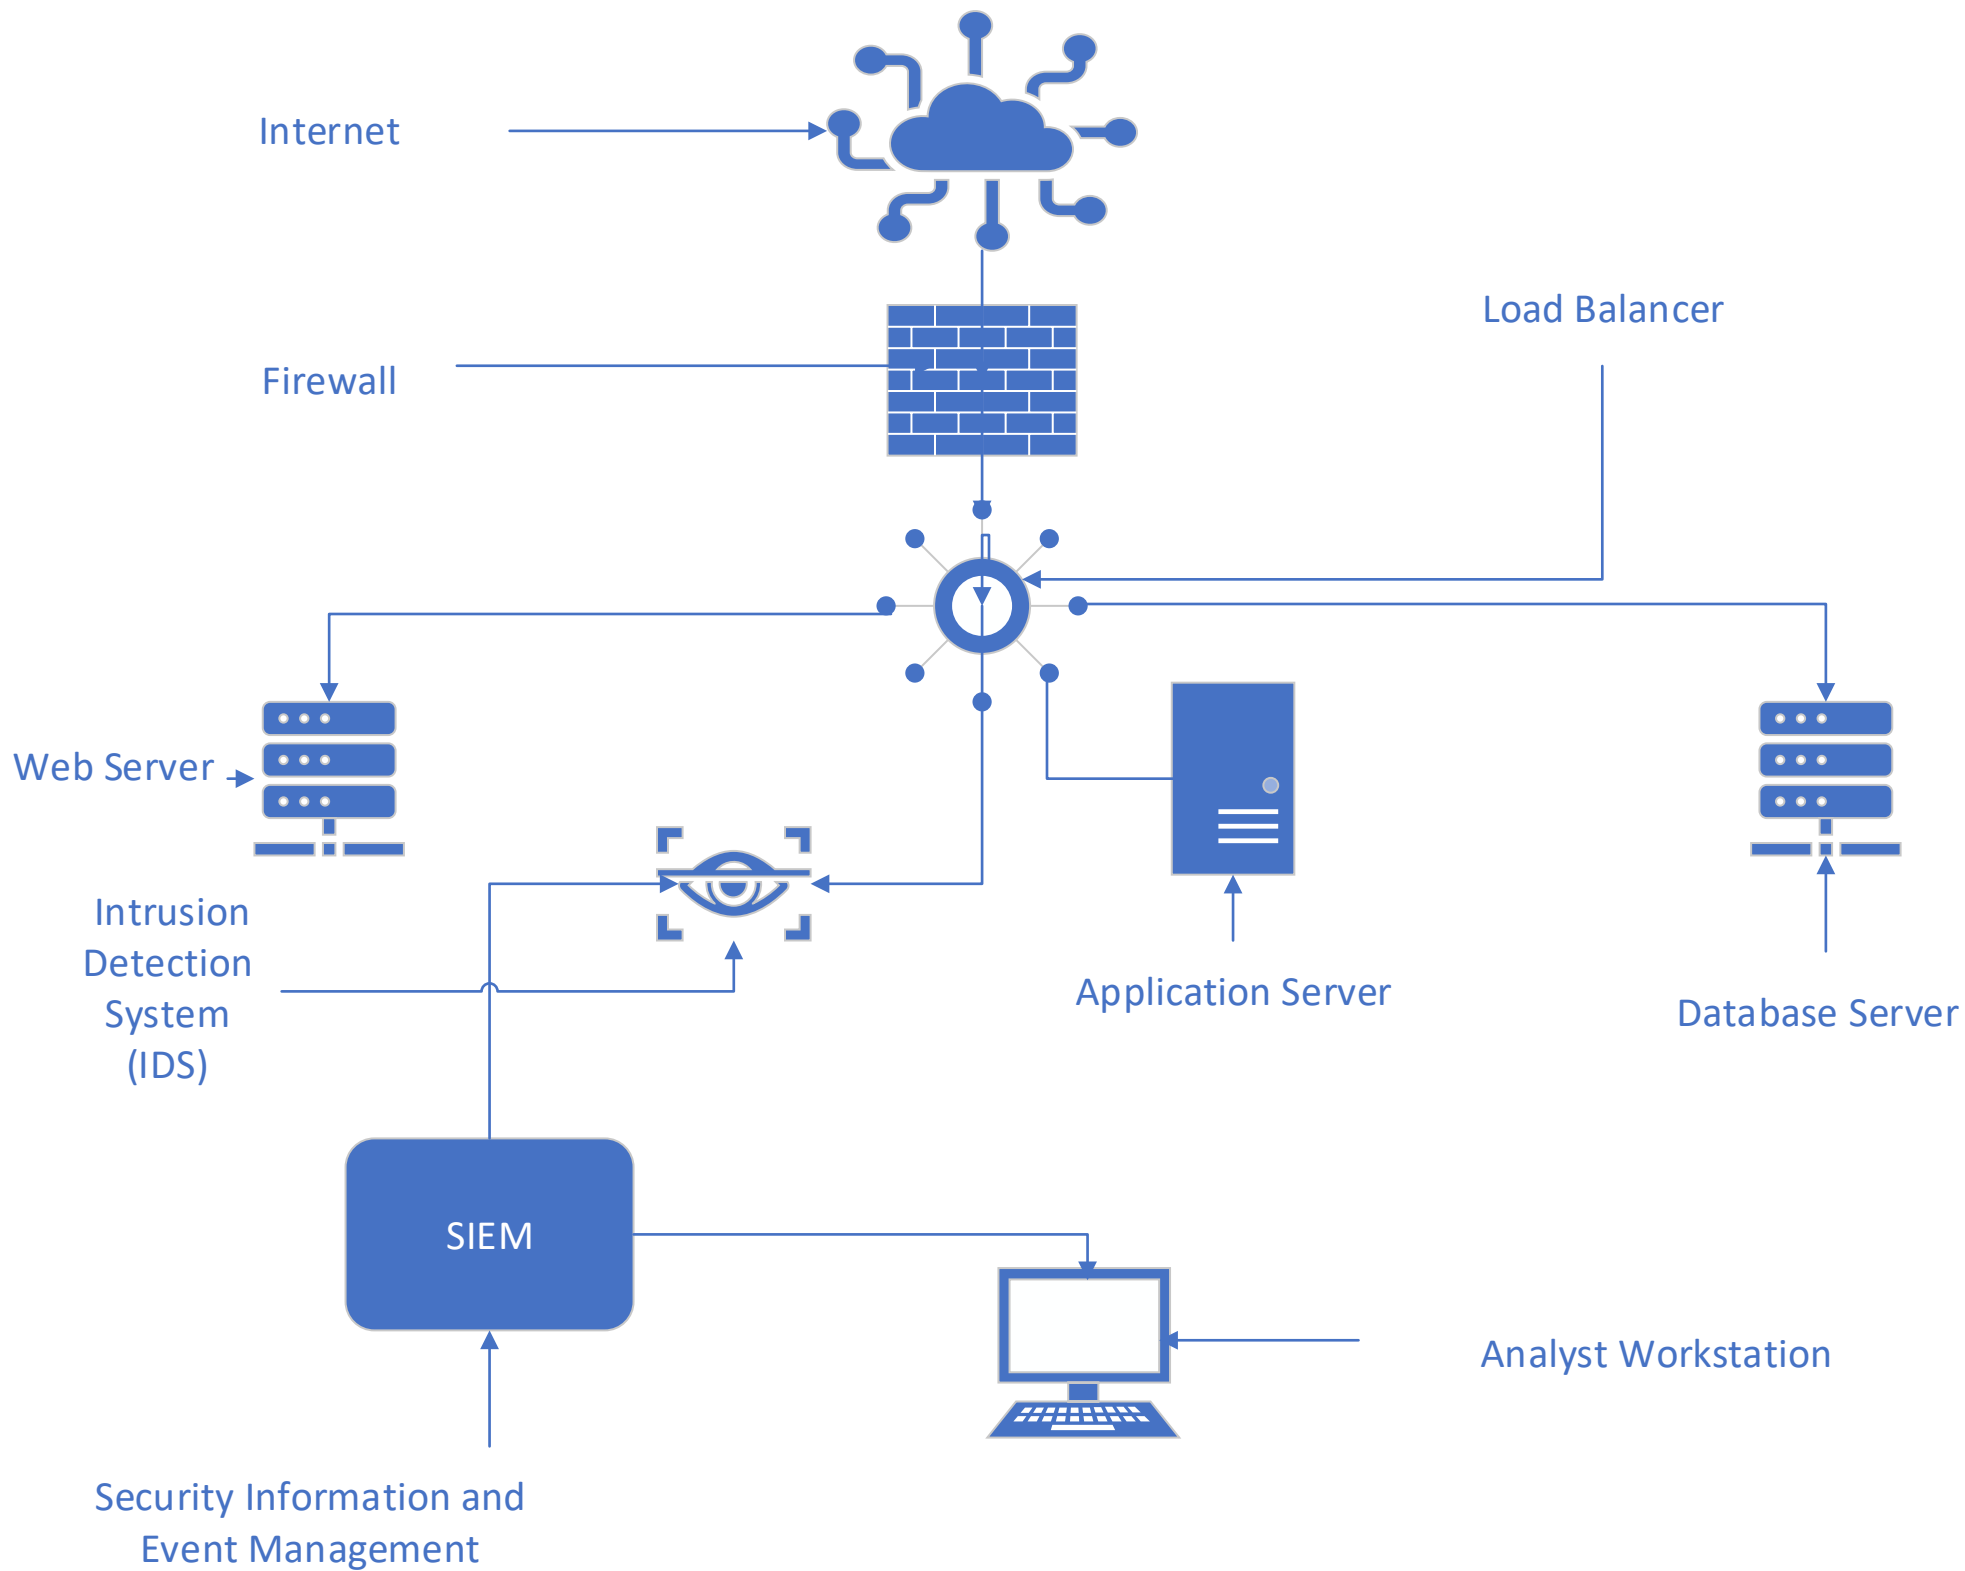 Internet
Load Balancer
Firewall
Web Server
Intrusion
Detection
System
(IDS)
Application Server
Database Server
SIEM
Analyst Workstation
Security Information and
Event Management